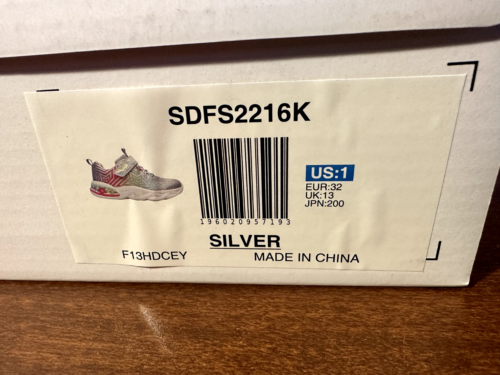 SDFS2216K
196020957193
US:1
EUR:32
UK:13
JPN:200
SILVER
F13HDCEY
MADE IN CHINA